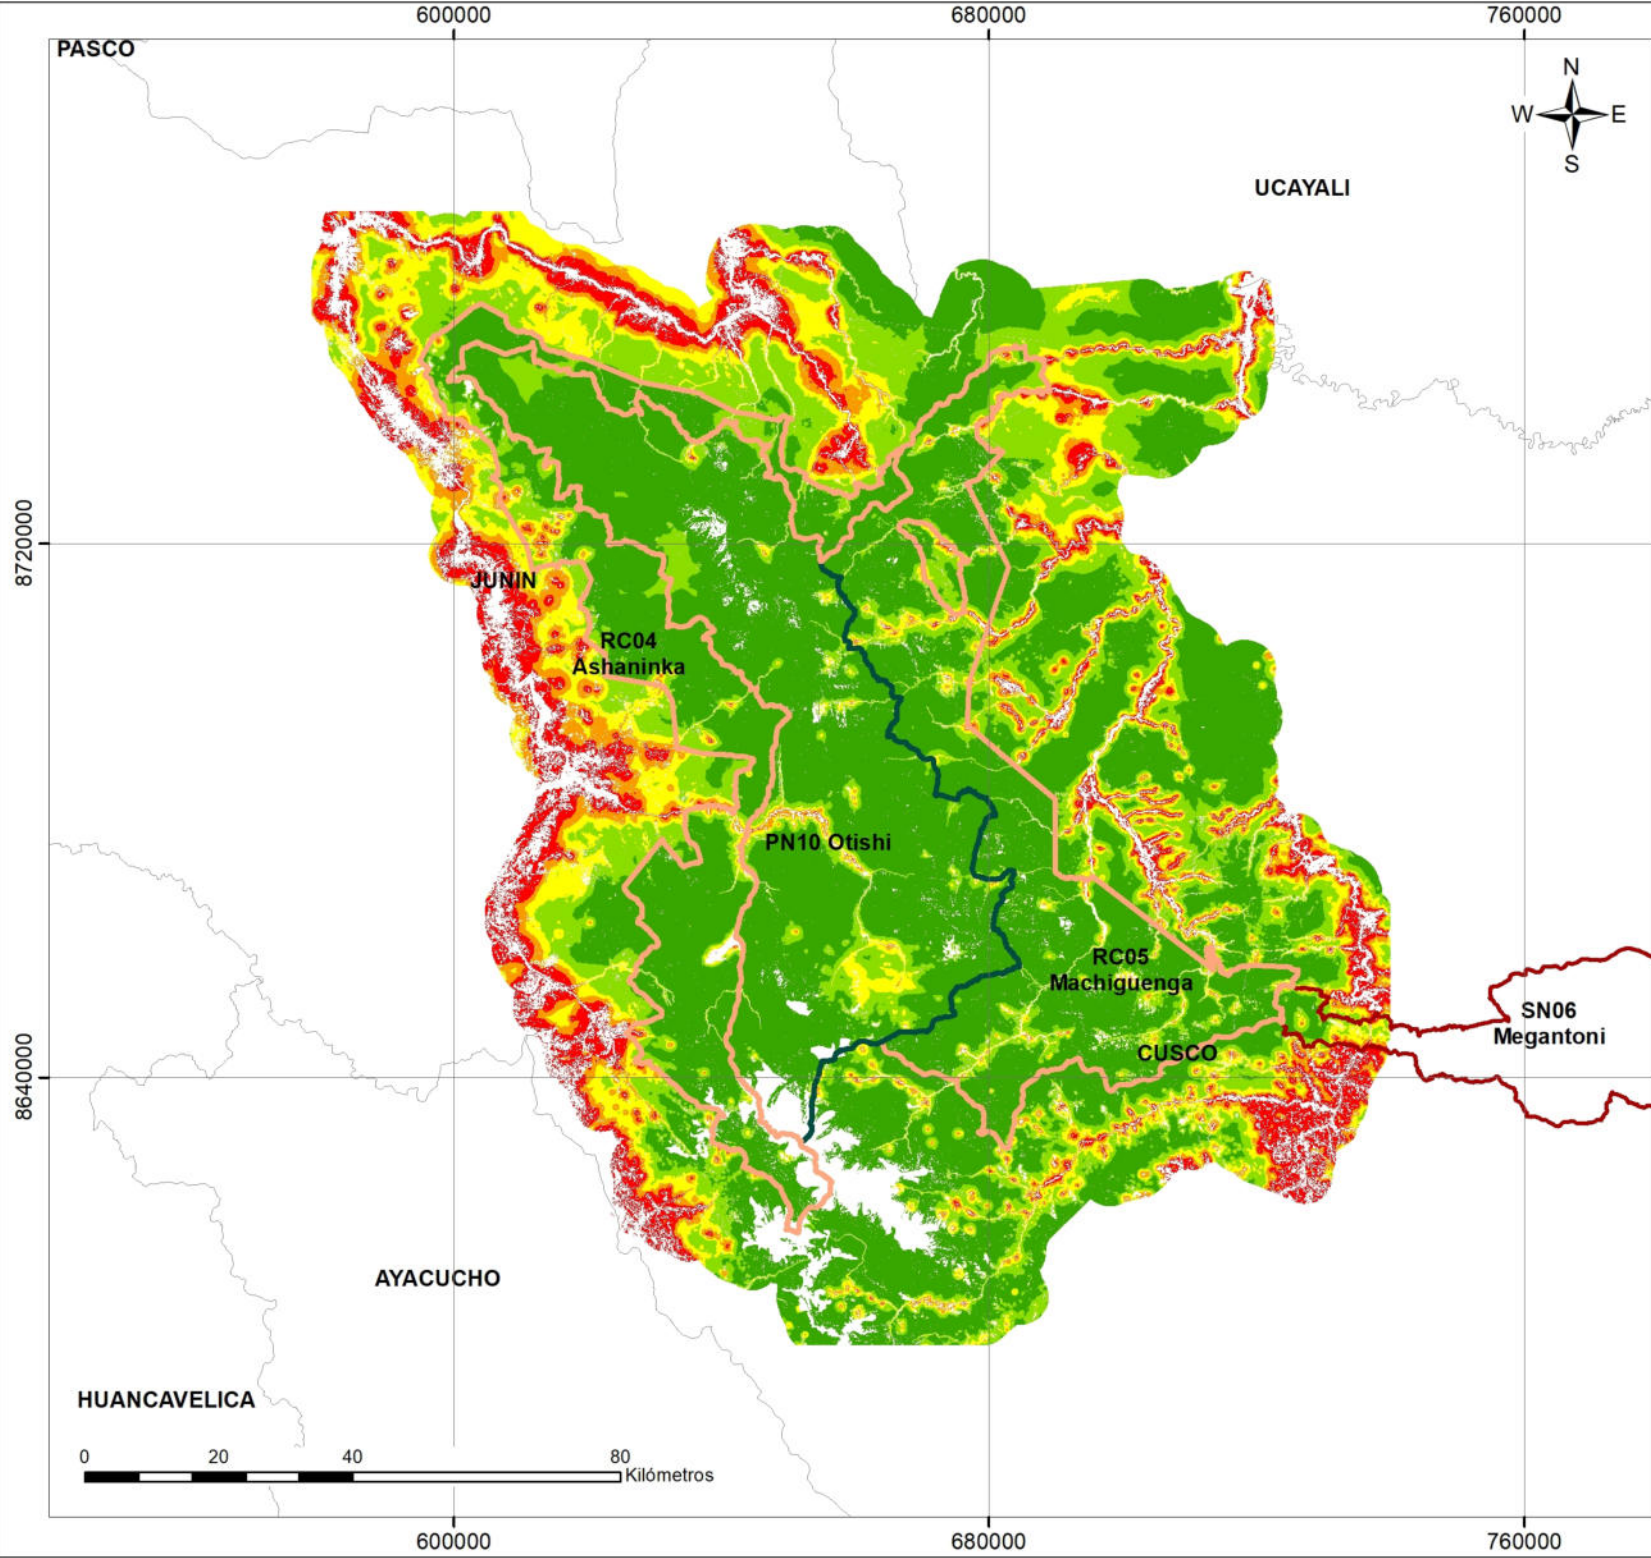 600000
680000
760000
PASCO
N
W
E
S
UCAYALI
8720000
JUNIN
RC04
Ashaninka
PN10 Otishi
RC05
Machiguenga
SN06
Megantoni
CUSCO
8640000
AYACUCHO
HUANCAVELICA
0
20
40
80
Kilómetros
600000
680000
760000